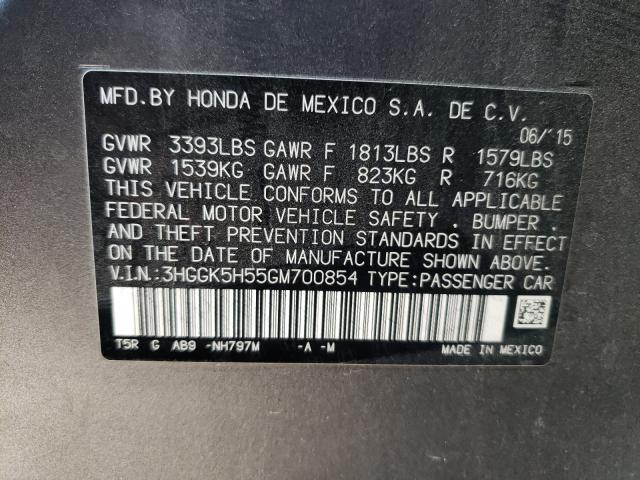 MFD.BY HONDA DE MEXICO S.A. DE C.V.
06/'15
GVWR 3393LBS GAWR F 1813LBS R 1579LBS
GVWR 1539KG GAWR F 823KG R 716KG
THIS VEHICLE CONFORMS TO ALL APPLICABLE
FEDERAL MOTOR VEHICLE SAFETY . BUMPER .
AND THEFT PREVENTION STANDARDS IN EFFECT
ON THE DATE OF MANUFACTURE SHOWN ABOVE.
V.I.N.:3HGGK5H55GM700854 TYPE:PASSENGER CAR
T5R G AB9 -NH797M -A -M MADE IN MEXICO